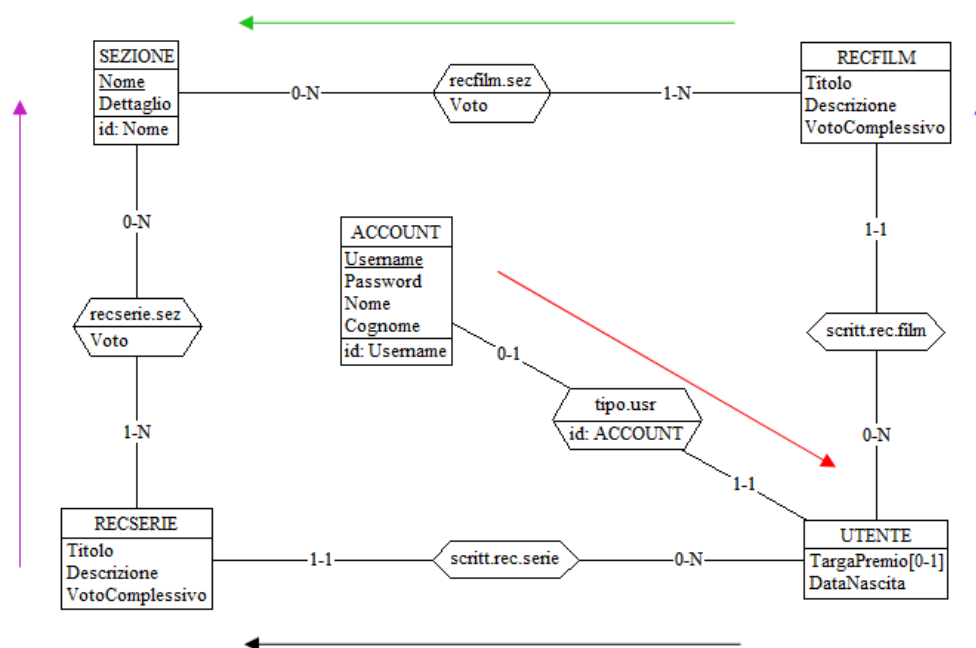 SEZIONE
Nome
Dettaglio
id: Nome
0-N
recfilm.sez
Voto
1-N
RECFILM
Titolo
Descrizione
VotoComplessivo
0-N
1-1
ACCOUNT
Username
Password
Nome
Cognome
id: Username
recserie.sez
Voto
scritt.rec.film
0-1
tipo.usr
id: ACCOUNT
1-N
0-N
1-1
RECSERIE
Titolo
Descrizione
VotoComplessivo
1-1
scritt.rec.serie
0-N
UTENTE
TargaPremio[0-1]
DataNascita